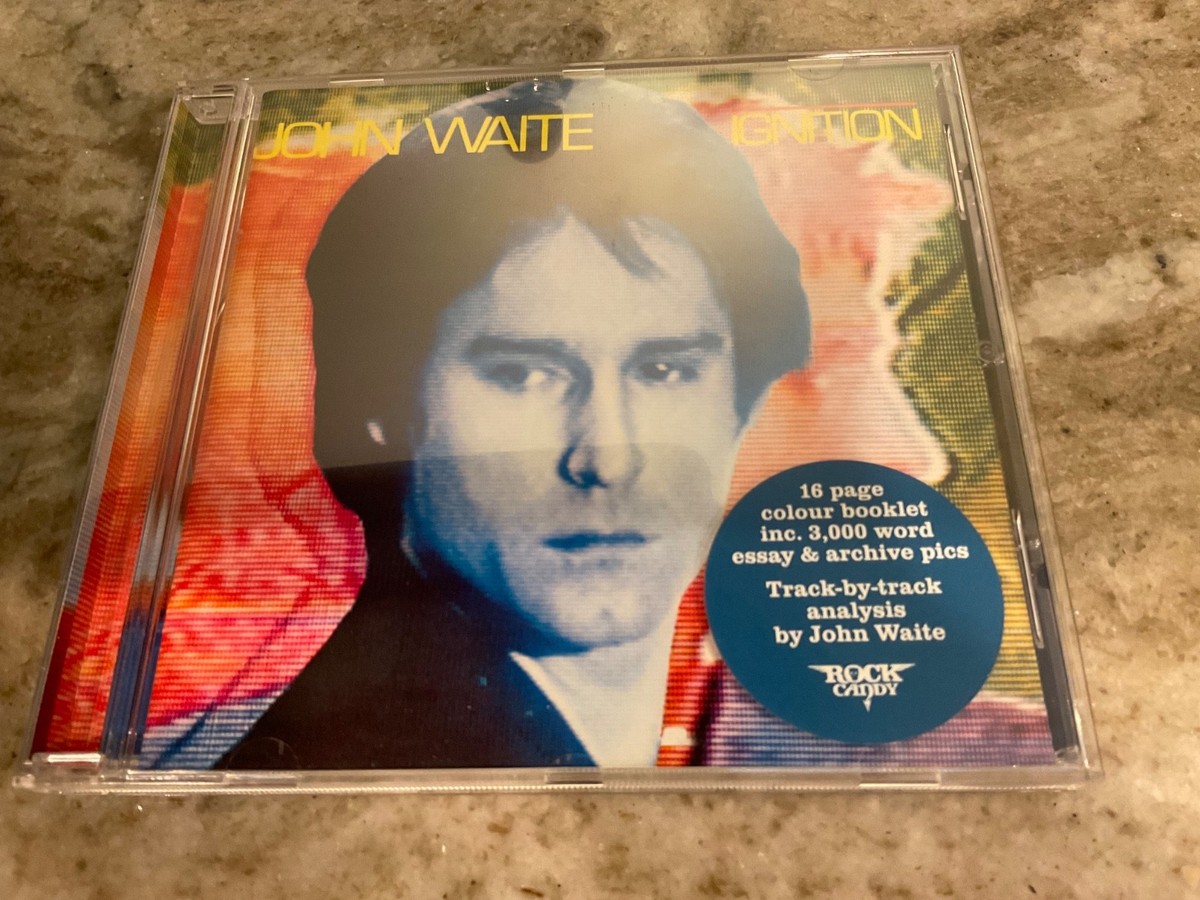 JOHN WAITE IGNITION
16 page
colour booklet
inc. 3,000 word
essay & archive pics
Track-by-track
analysis
by John Waite
ROCK
CANDY